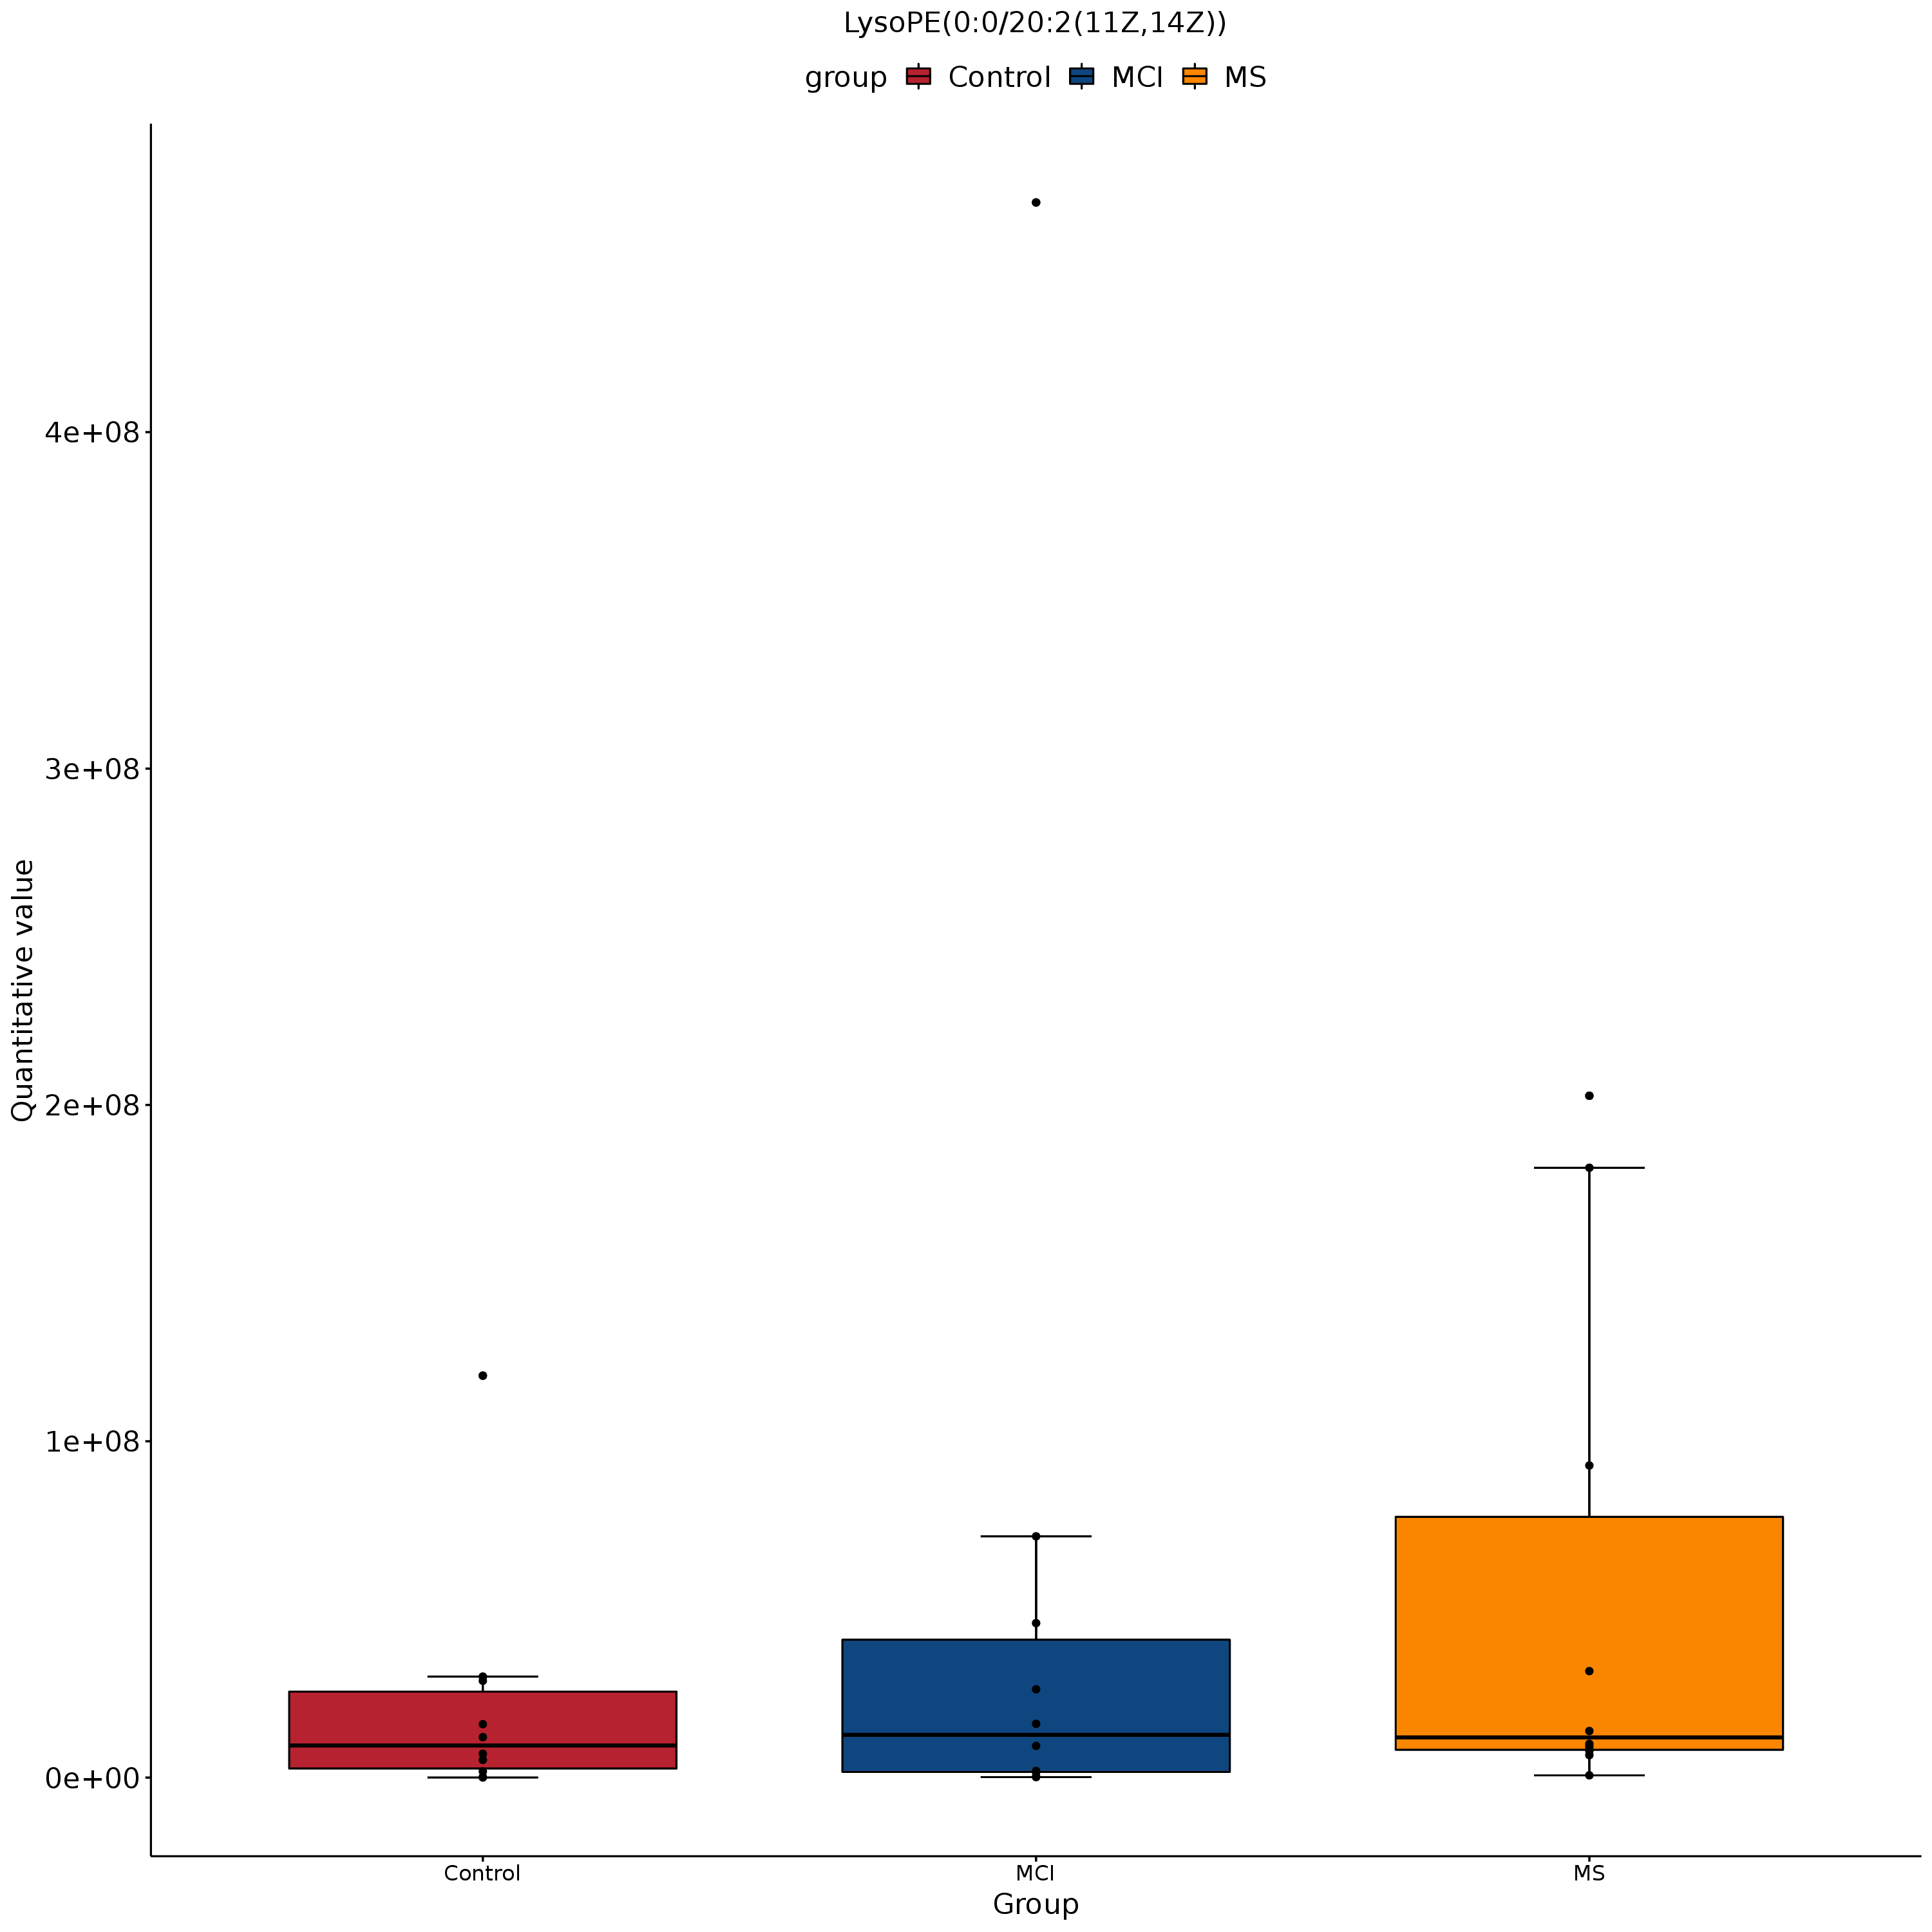 LysoPE(0:0/20:2(11Z,14Z))
group Control MCI MS
4e+08
3e+08
2e+08
1e+08
0e+00
Quantitative value
Control MCI MS
Group